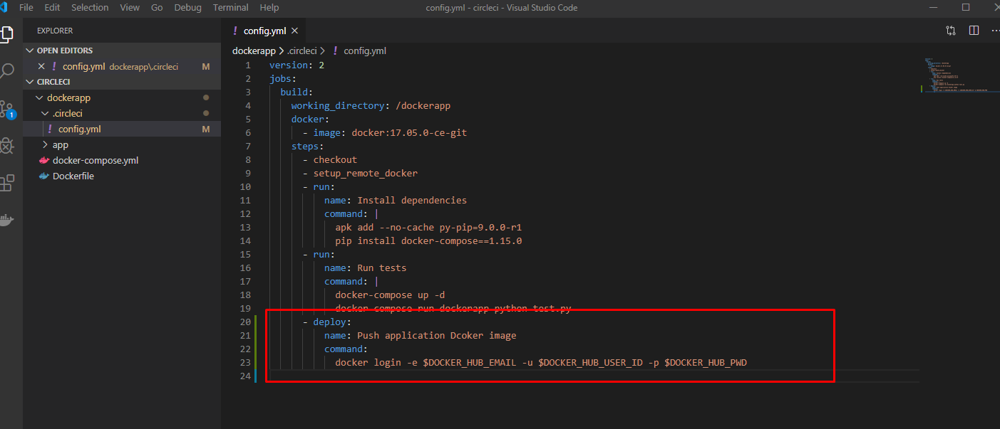 File Edit Selection View Go Debug Terminal Help config.yml - circleci - Visual Studio Code
EXPLORER
OPEN EDITORS
config.yml dockerapp\.circleci M
CIRCLECI
dockerapp
.circleci
config.yml M
app
docker-compose.yml
Dockerfile
1
config.yml
dockerapp > .circleci > config.yml
1 version: 2
2 jobs:
3 build:
4 working_directory: /dockerapp
5 docker:
6 - image: docker:17.05.0-ce-git
7 steps:
8 - checkout
9 - setup_remote_docker
10 - run:
11 name: Install dependencies
12 command: |
13 apk add --no-cache py-pip=9.0.0-r1
14 pip install docker-compose==1.15.0
15 - run:
16 name: Run tests
17 command: |
18 docker-compose up -d
19 docker-compose run dockerapp python test.py
20 - deploy:
21 name: Push application Dcoker image
22 command:
23 docker login -e $DOCKER_HUB_EMAIL -u $DOCKER_HUB_USER_ID -p $DOCKER_HUB_PWD
24